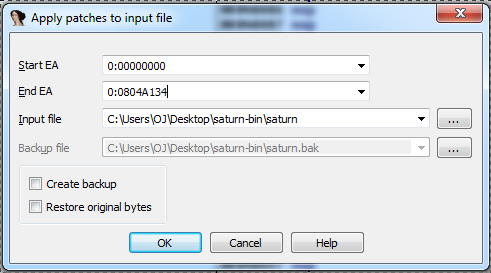 Apply patches to input file
Start EA 0:00000000
End EA 0:0804A134
Input file C:\Users\OJ\Desktop\saturn-bin\saturn ...
Backup file C:\Users\OJ\Desktop\saturn-bin\saturn.bak ...
Create backup
Restore original bytes
OK Cancel Help